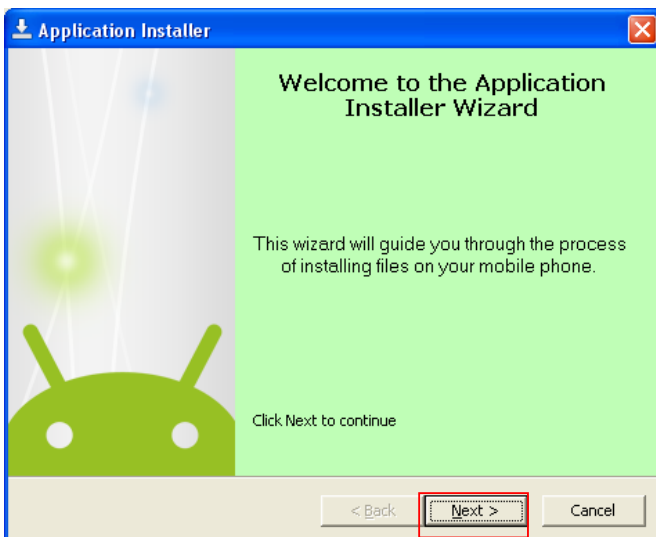 Application Installer
Welcome to the Application
Installer Wizard
This wizard will guide you through the process
of installing files on your mobile phone.
Click Next to continue
< Back
Next >
Cancel